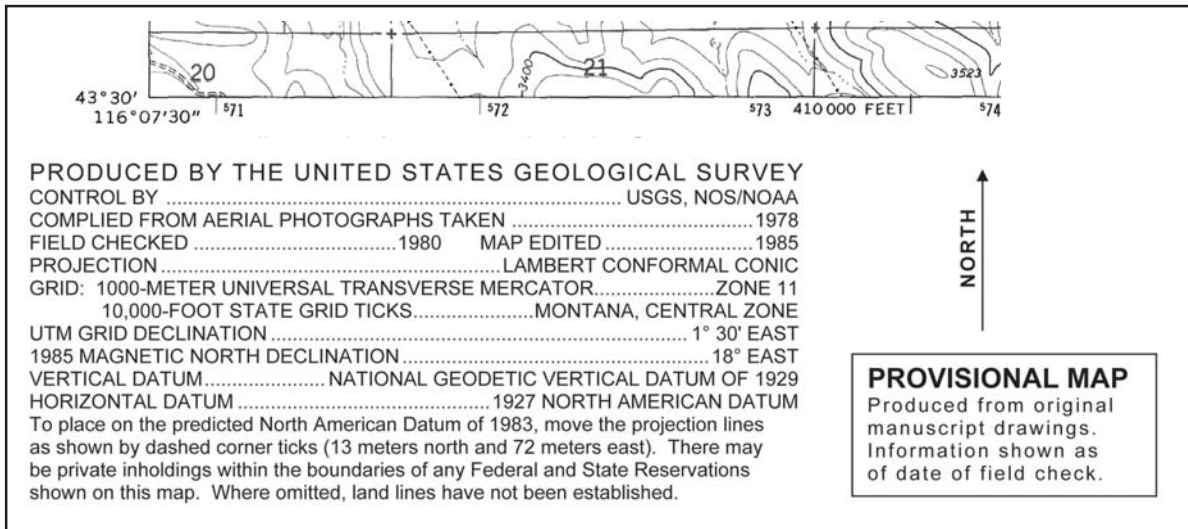 20
3400
21
3523
43°30'
116°07'30"
⁵71
⁵72
⁵73
410 000 FEET
⁵74
PRODUCED BY THE UNITED STATES GEOLOGICAL SURVEY
CONTROL BY ........................................................................... USGS, NOS/NOAA
COMPLIED FROM AERIAL PHOTOGRAPHS TAKEN ........................................ 1978
FIELD CHECKED .................................. 1980 MAP EDITED ......................... 1985
PROJECTION ........................................................ LAMBERT CONFORMAL CONIC
GRID: 1000-METER UNIVERSAL TRANSVERSE MERCATOR .................... ZONE 11
10,000-FOOT STATE GRID TICKS .................... MONTANA, CENTRAL ZONE
UTM GRID DECLINATION ..................................................................... 1° 30' EAST
1985 MAGNETIC NORTH DECLINATION ................................................... 18° EAST
VERTICAL DATUM .................... NATIONAL GEODETIC VERTICAL DATUM OF 1929
HORIZONTAL DATUM .......................................... 1927 NORTH AMERICAN DATUM
To place on the predicted North American Datum of 1983, move the projection lines
as shown by dashed corner ticks (13 meters north and 72 meters east). There may
be private inholdings within the boundaries of any Federal and State Reservations
shown on this map. Where omitted, land lines have not been established.
NORTH
PROVISIONAL MAP
Produced from original
manuscript drawings.
Information shown as
of date of field check.